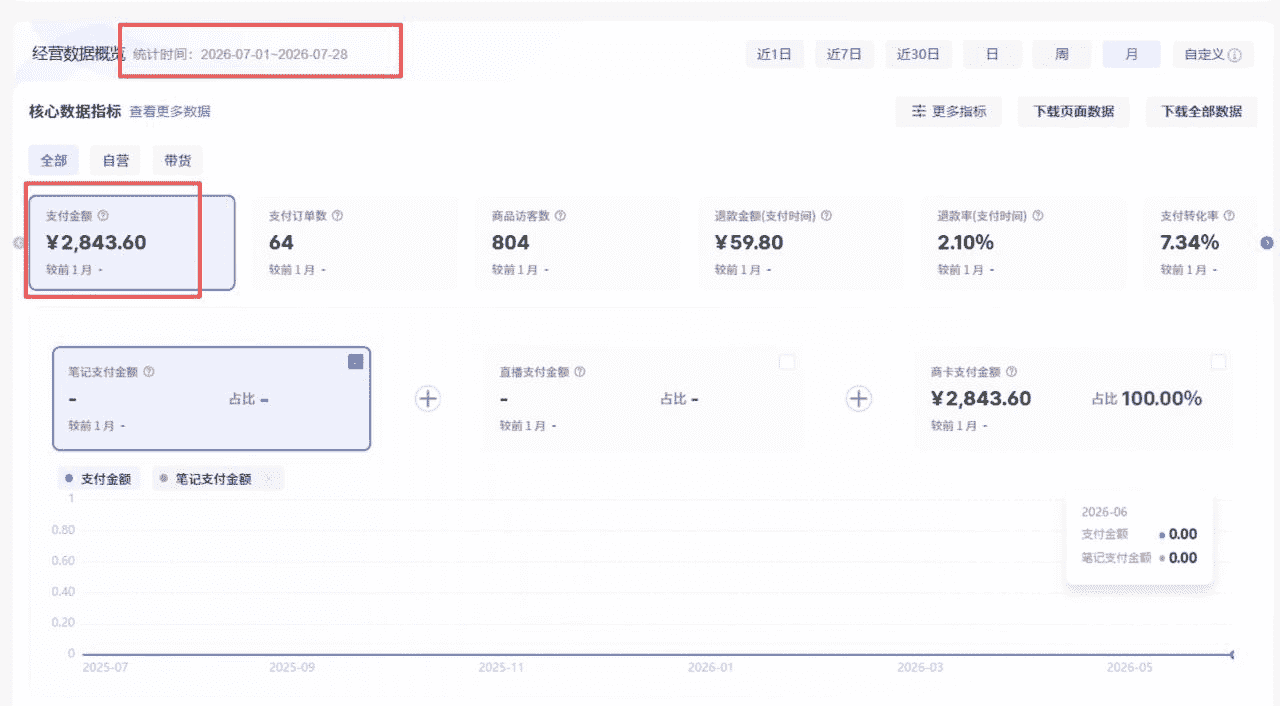 经营数据概览 统计时间：2026-07-01~2026-07-28 近1日 近7日 近30日 日 周 月 自定义
核心数据指标 查看更多数据 更多指标 下载页面数据 下载全部数据
全部 自营 带货
支付金额 支付订单数 商品访客数 退款金额(支付时间) 退款率(支付时间) 支付转化率
¥2,843.60 64 804 ¥59.80 2.10% 7.34%
较前1月 - 较前1月 - 较前1月 - 较前1月 - 较前1月 - 较前1月 -
笔记支付金额 直播支付金额 商卡支付金额
- 占比 - - 占比 - ¥2,843.60 占比 100.00%
较前1月 - 较前1月 - 较前1月 -
支付金额 笔记支付金额
1
2026-06
0.80
支付金额 0.00
笔记支付金额 0.00
0.60
0.40
0.20
0
2025-07 2025-09 2025-11 2026-01 2026-03 2026-05